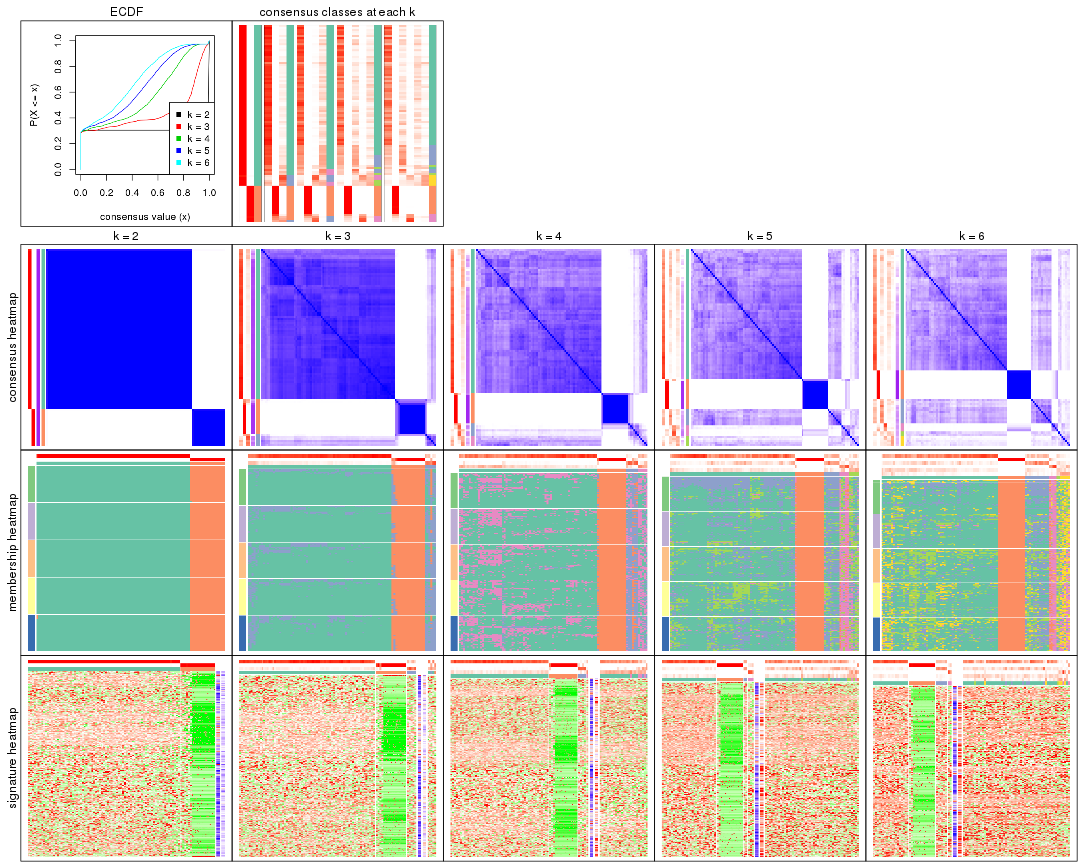 ECDF
consensus classes at each k
P(X <= x)
1.0
0.8
0.6
0.4
0.2
0.0
k = 2
k = 3
k = 4
k = 5
k = 6
0.0 0.2 0.4 0.6 0.8 1.0
consensus value (x)
k = 2 k = 3 k = 4 k = 5 k = 6
consensus heatmap
membership heatmap
signature heatmap